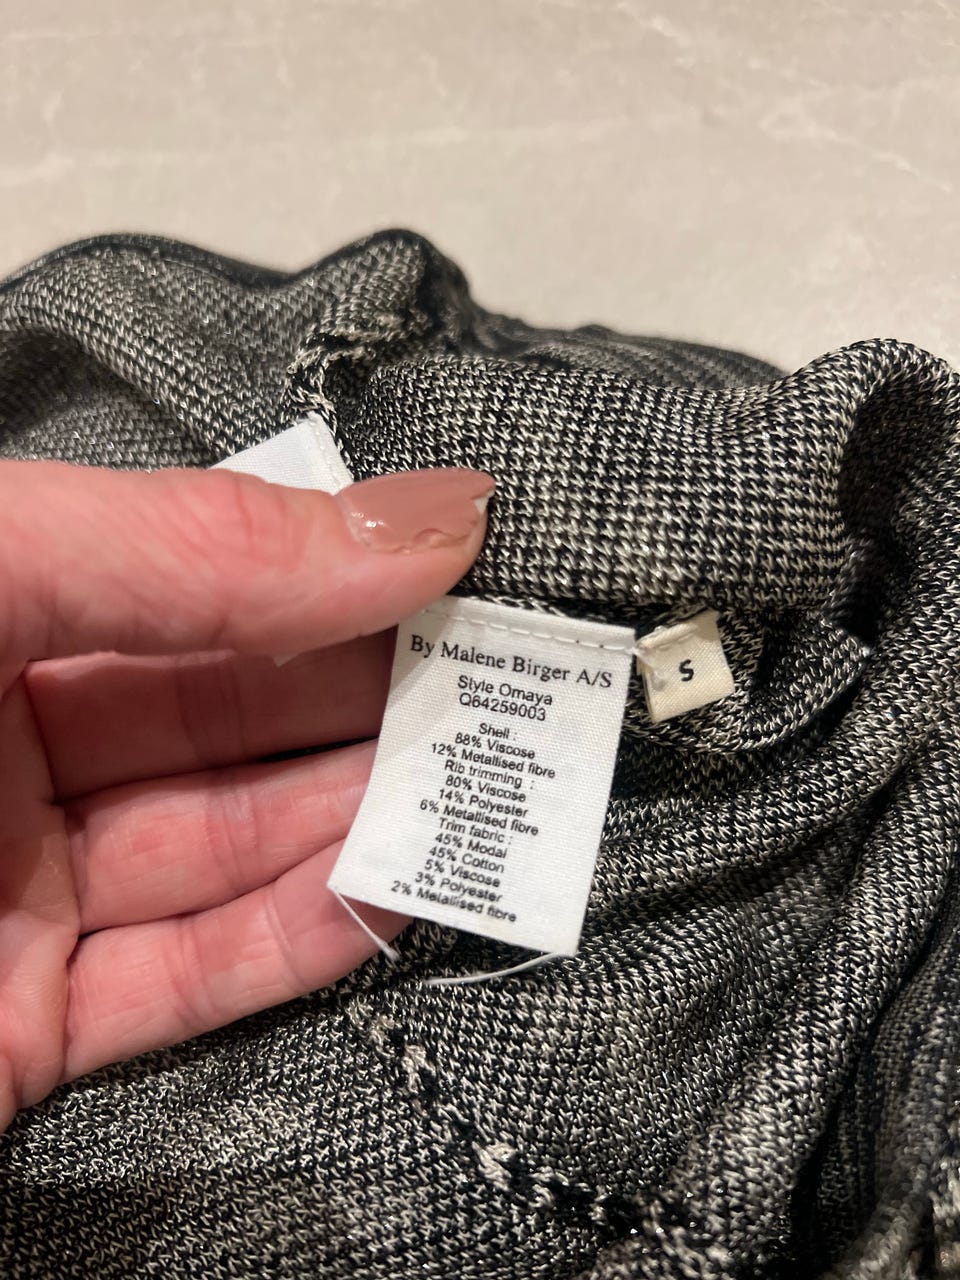 By Malene Birger A/S
Style Omaya
Q64259003
Shell :
88% Viscose
12% Metallised fibre
Rib trimming :
80% Viscose
14% Polyester
6% Metallised fibre
Trim fabric :
45% Modal
45% Cotton
5% Viscose
3% Polyester
2% Metallised fibre
S